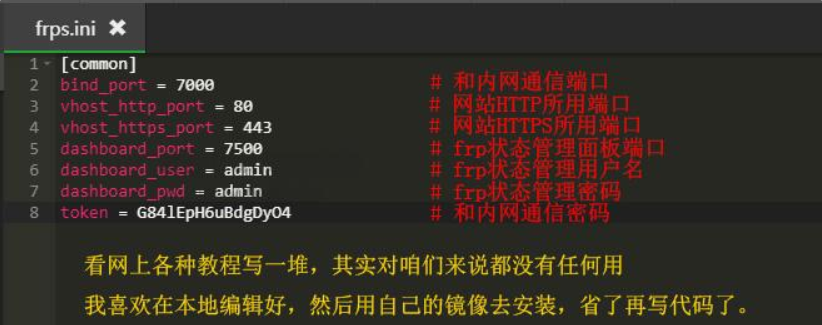 frps.ini ✖
1 [common]
2 bind_port = 7000 # 和内网通信端口
3 vhost_http_port = 80 # 网站HTTP所用端口
4 vhost_https_port = 443 # 网站HTTPS所用端口
5 dashboard_port = 7500 # frp状态管理面板端口
6 dashboard_user = admin # frp状态管理用户名
7 dashboard_pwd = admin # frp状态管理密码
8 token = G84lEpH6uBdgDyO4 # 和内网通信密码
看网上各种教程写一堆，其实对咱们来说都没有任何用
我喜欢在本地编辑好，然后用自己的镜像去安装，省了再写代码了。